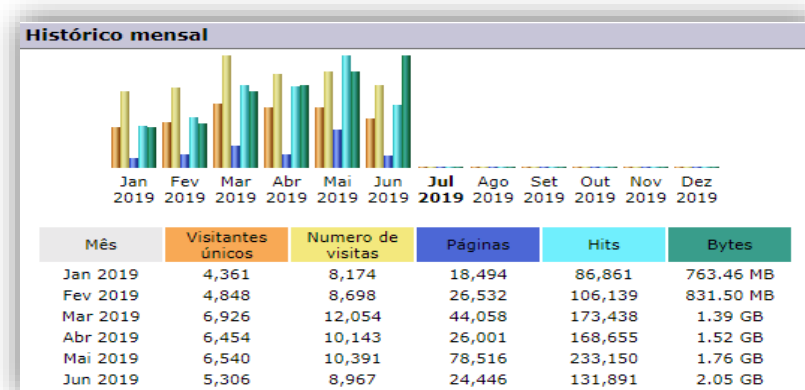 Histórico mensal
Jan Fev Mar Abr Mai Jun Jul Ago Set Out Nov Dez
2019 2019 2019 2019 2019 2019 2019 2019 2019 2019 2019 2019
Mês Visitantes únicos Numero de visitas Páginas Hits Bytes
Jan 2019 4,361 8,174 18,494 86,861 763.46 MB
Fev 2019 4,848 8,698 26,532 106,139 831.50 MB
Mar 2019 6,926 12,054 44,058 173,438 1.39 GB
Abr 2019 6,454 10,143 26,001 168,655 1.52 GB
Mai 2019 6,540 10,391 78,516 233,150 1.76 GB
Jun 2019 5,306 8,967 24,446 131,891 2.05 GB